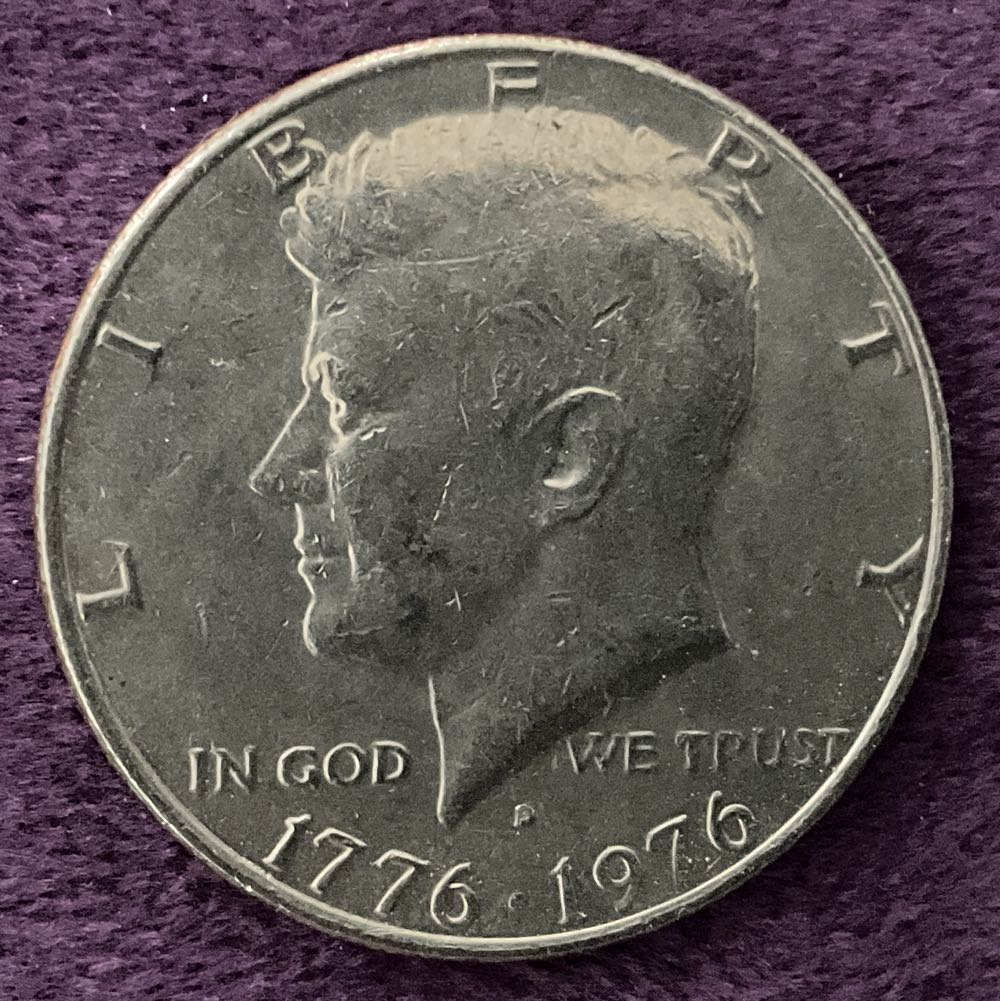 LIBERTY
IN GOD WE TRUST
D
1776 · 1976